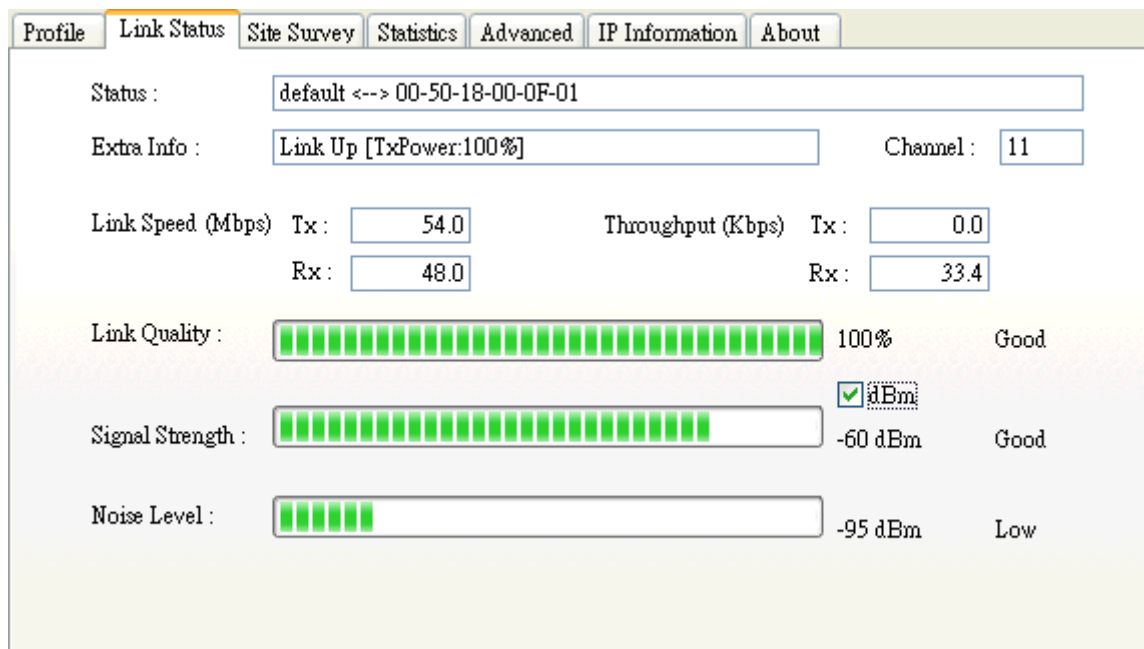 Profile Link Status Site Survey Statistics Advanced IP Information About
Status : default <--> 00-50-18-00-0F-01
Extra Info : Link Up [TxPower:100%] Channel : 11
Link Speed (Mbps) Tx : 54.0 Throughput (Kbps) Tx : 0.0
Rx : 48.0 Rx : 33.4
Link Quality : 100% Good
dBm
Signal Strength : -60 dBm Good
Noise Level : -95 dBm Low